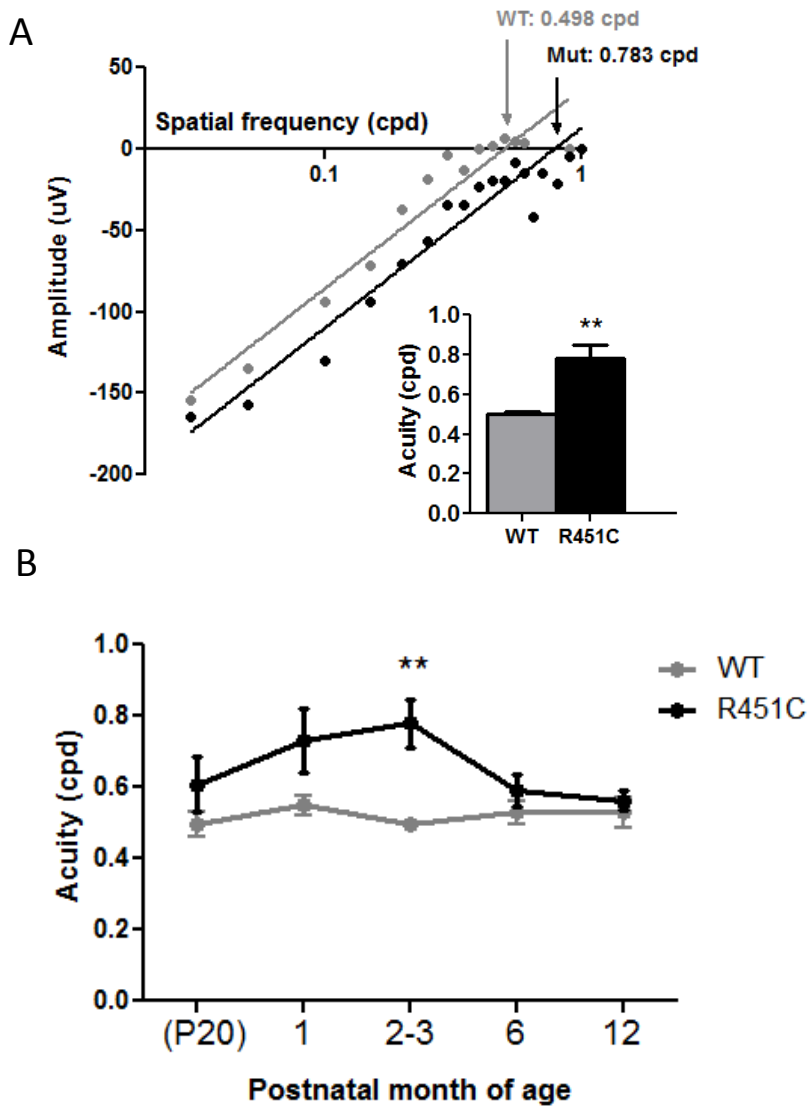 A
WT: 0.498 cpd
Mut: 0.783 cpd
50
0
-50
-100
-150
-200
Amplitude (uV)
Spatial frequency (cpd)
0.1
1
1.0
0.8
0.6
0.4
0.2
0.0
Acuity (cpd)
**
WT R451C
B
1.0
0.8
0.6
0.4
0.2
0.0
Acuity (cpd)
**
WT
R451C
(P20) 1 2-3 6 12
Postnatal month of age